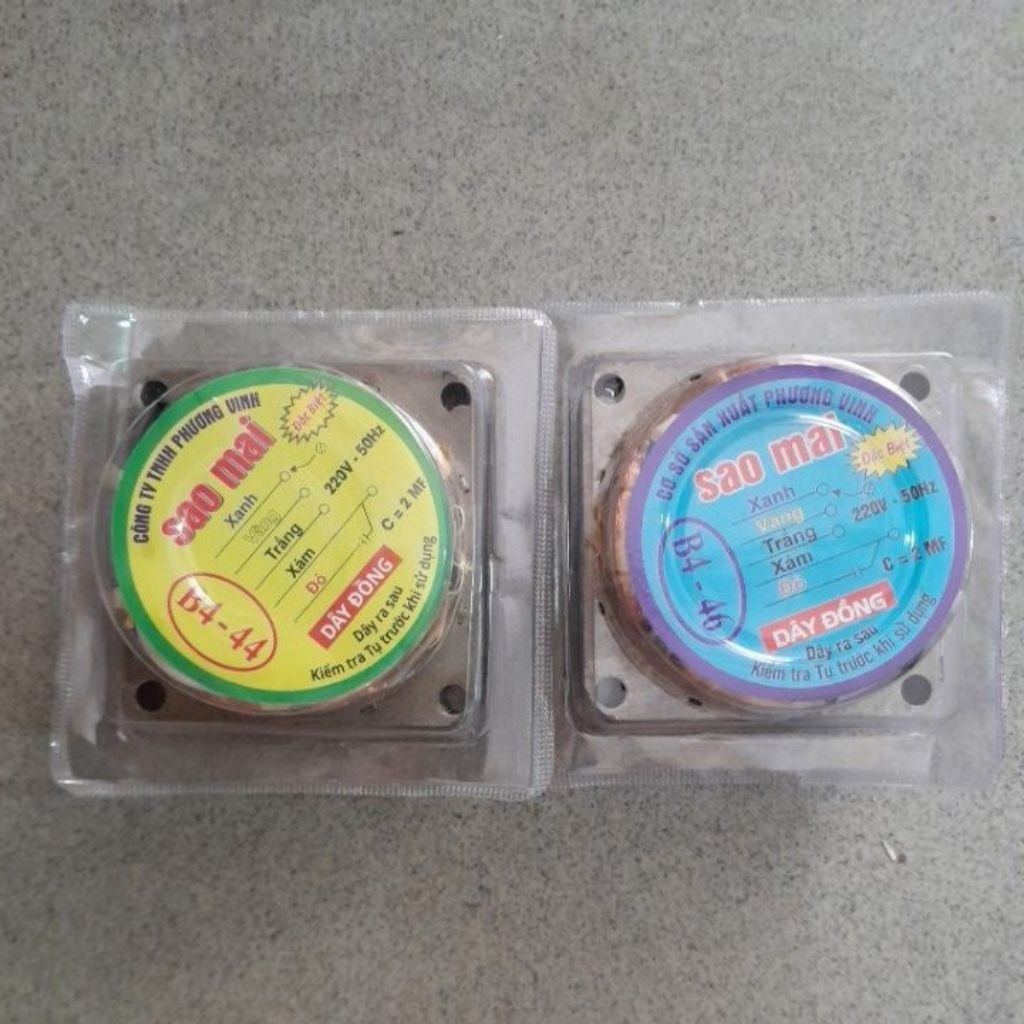 CÔNG TY TNHH PHƯƠNG VINH
sao mai
Đặc Biệt
Xanh
Vàng
220V - 50Hz
Trắng
Xám
Đỏ
C = 2 MF
B4 - 44
DÂY ĐỒNG
Dây ra sau
Kiểm tra Tụ trước khi sử dụng
CƠ SỞ SẢN XUẤT PHƯƠNG VINH
sao mai
Đặc Biệt
Xanh
Vàng
220V - 50Hz
Trắng
Xám
Đỏ
C = 2 MF
B4 - 46
DÂY ĐỒNG
Dây ra sau
Kiểm tra Tụ trước khi sử dụng